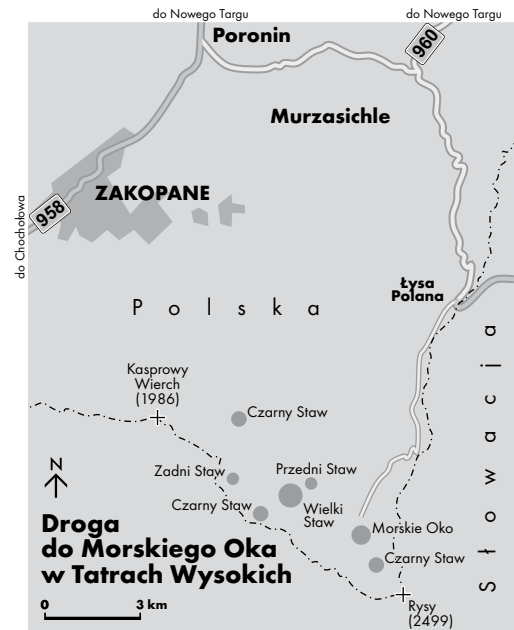 do Nowego Targu
do Nowego Targu
Poronin
960
Murzasichle
ZAKOPANE
958
do Chochołowa
Łysa
Polana
Polska
Słowacja
Kasprowy
Wierch
(1986)
Czarny Staw
Zadni Staw
Przedni Staw
Czarny Staw
Wielki
Staw
Morskie Oko
Czarny Staw
N
Droga
do Morskiego Oka
w Tatrach Wysokich
0 3 km
Rysy
(2499)